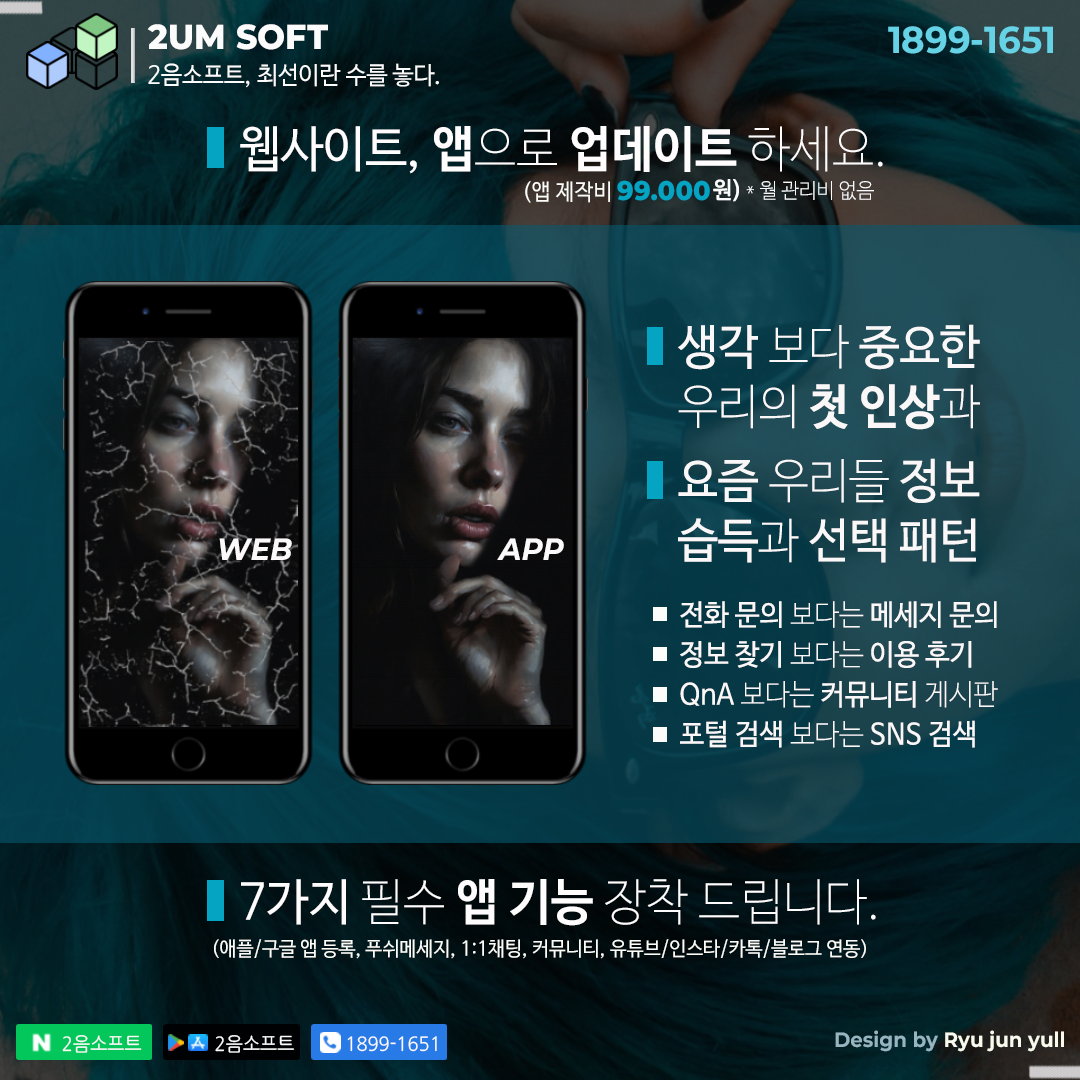 2UM SOFT
2음소프트, 최선이란 수를 놓다.
1899-1651
웹사이트, 앱으로 업데이트 하세요.
(앱 제작비 99.000원) * 월 관리비 없음
WEB
APP
생각 보다 중요한
우리의 첫 인상과
요즘 우리들 정보
습득과 선택 패턴
전화 문의 보다는 메세지 문의
정보 찾기 보다는 이용 후기
QnA 보다는 커뮤니티 게시판
포털 검색 보다는 SNS 검색
7가지 필수 앱 기능 장착 드립니다.
(애플/구글 앱 등록, 푸쉬메세지, 1:1채팅, 커뮤니티, 유튜브/인스타/카톡/블로그 연동)
N 2음소프트
2음소프트
1899-1651
Design by Ryu jun yull